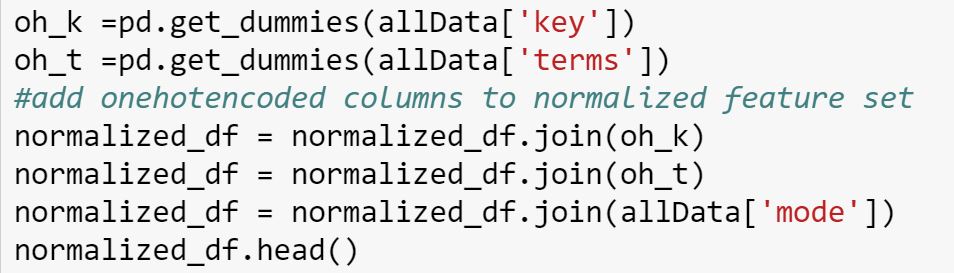 oh_k =pd.get_dummies(allData['key'])
oh_t =pd.get_dummies(allData['terms'])
#add onehotencoded columns to normalized feature set
normalized_df = normalized_df.join(oh_k)
normalized_df = normalized_df.join(oh_t)
normalized_df = normalized_df.join(allData['mode'])
normalized_df.head()